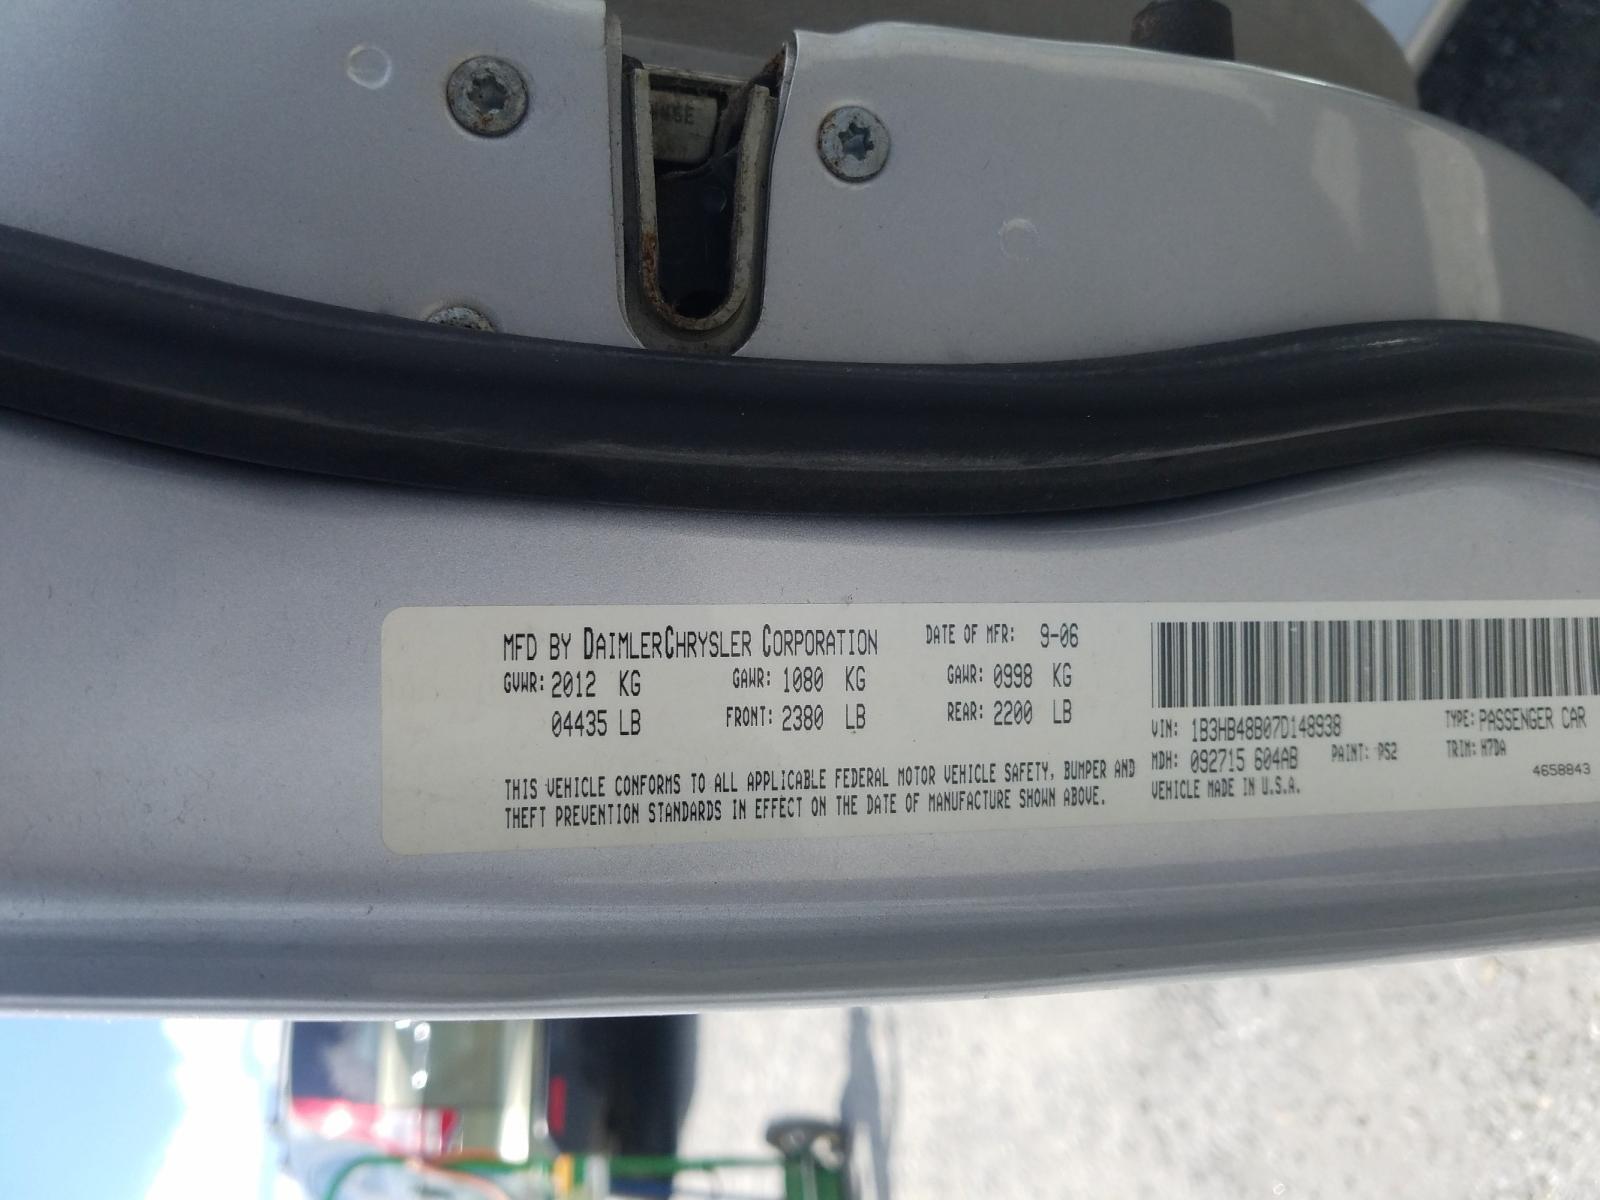 MFD BY DAIMLERCHRYSLER CORPORATION DATE OF MFR: 9-06
GVWR: 2012 KG GAWR: 1080 KG GAWR: 0998 KG
04435 LB FRONT: 2380 LB REAR: 2200 LB
THIS VEHICLE CONFORMS TO ALL APPLICABLE FEDERAL MOTOR VEHICLE SAFETY, BUMPER AND
THEFT PREVENTION STANDARDS IN EFFECT ON THE DATE OF MANUFACTURE SHOWN ABOVE.
VIN: 1B3HB48B07D148938 TYPE: PASSENGER CAR
MDH: 092715 604AB PAINT: PS2 TRIM: H7DA
VEHICLE MADE IN U.S.A. 4658843